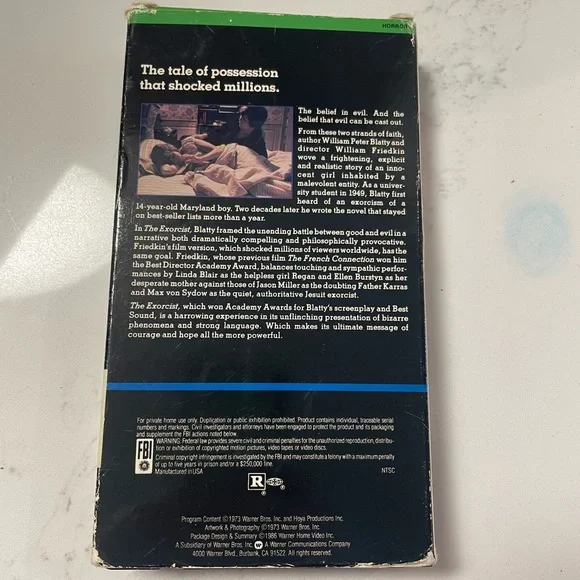 HORROR
The tale of possession
that shocked millions.
The belief in evil. And the
belief that evil can be cast out.
From these two strands of faith,
author William Peter Blatty and
director William Friedkin
wove a frightening, explicit
and realistic story of an inno-
cent girl inhabited by a
malevolent entity. As a univer-
sity student in 1949, Blatty first
heard of an exorcism of a
14-year-old Maryland boy. Two decades later he wrote the novel that stayed
on best-seller lists more than a year.
In The Exorcist, Blatty framed the unending battle between good and evil in a
narrative both dramatically compelling and philosophically provocative.
Friedkin's film version, which shocked millions of viewers worldwide, has the
same goal. Friedkin, whose previous film The French Connection won him
the Best Director Academy Award, balances touching and sympathetic perfor-
mances by Linda Blair as the helpless girl Regan and Ellen Burstyn as her
desperate mother against those of Jason Miller as the doubting Father Karras
and Max von Sydow as the quiet, authoritative Jesuit exorcist.
The Exorcist, which won Academy Awards for Blatty's screenplay and Best
Sound, is a harrowing experience in its unflinching presentation of bizarre
phenomena and strong language. Which makes its ultimate message of
courage and hope all the more powerful.
For private home use only. Duplication or public exhibition prohibited. Product contains individual, traceable serial
numbers and markings. Civil investigators and attorneys have been engaged to protect the product and its packaging
and supplement the FBI actions noted below.
FBI
WARNING: Federal law provides severe civil and criminal penalties for the unauthorized reproduction, distribu-
tion or exhibition of copyrighted motion pictures, video tapes or video discs.
Criminal copyright infringement is investigated by the FBI and may constitute a felony with a maximum penalty
of up to five years in prison and/or a $250,000 fine.
Manufactured in USA NTSC
R
Program Content ©1973 Warner Bros. Inc. and Hoya Productions Inc.
Artwork & Photography ©1973 Warner Bros. Inc.
Package Design & Summary ©1986 Warner Home Video Inc.
A Subsidiary of Warner Bros. Inc. A Warner Communications Company
4000 Warner Blvd., Burbank, CA 91522. All rights reserved.